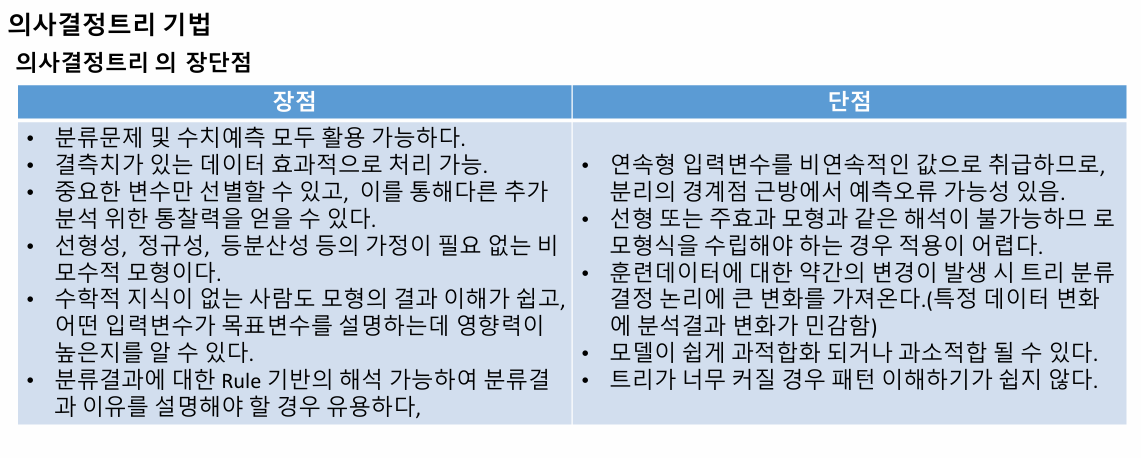 의사결정트리 기법
의사결정트리 의 장단점
장점
• 분류문제 및 수치예측 모두 활용 가능하다.
• 결측치가 있는 데이터 효과적으로 처리 가능.
• 중요한 변수만 선별할 수 있고, 이를 통해다른 추가
분석 위한 통찰력을 얻을 수 있다.
• 선형성, 정규성, 등분산성 등의 가정이 필요 없는 비
모수적 모형이다.
• 수학적 지식이 없는 사람도 모형의 결과 이해가 쉽고,
어떤 입력변수가 목표변수를 설명하는데 영향력이
높은지를 알 수 있다.
• 분류결과에 대한 Rule 기반의 해석 가능하여 분류결
과 이유를 설명해야 할 경우 유용하다,
단점
• 연속형 입력변수를 비연속적인 값으로 취급하므로,
분리의 경계점 근방에서 예측오류 가능성 있음.
• 선형 또는 주효과 모형과 같은 해석이 불가능하므 로
모형식을 수립해야 하는 경우 적용이 어렵다.
• 훈련데이터에 대한 약간의 변경이 발생 시 트리 분류
결정 논리에 큰 변화를 가져온다.(특정 데이터 변화
에 분석결과 변화가 민감함)
• 모델이 쉽게 과적합화 되거나 과소적합 될 수 있다.
• 트리가 너무 커질 경우 패턴 이해하기가 쉽지 않다.